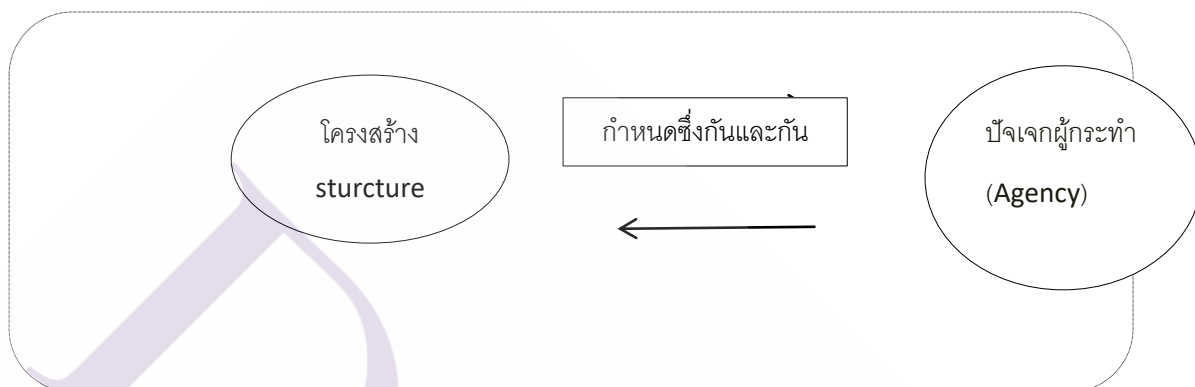 โครงสร้าง
sturcture
กำหนดซึ่งกันและกัน
ปัจเจกผู้กระทำ
(Agency)